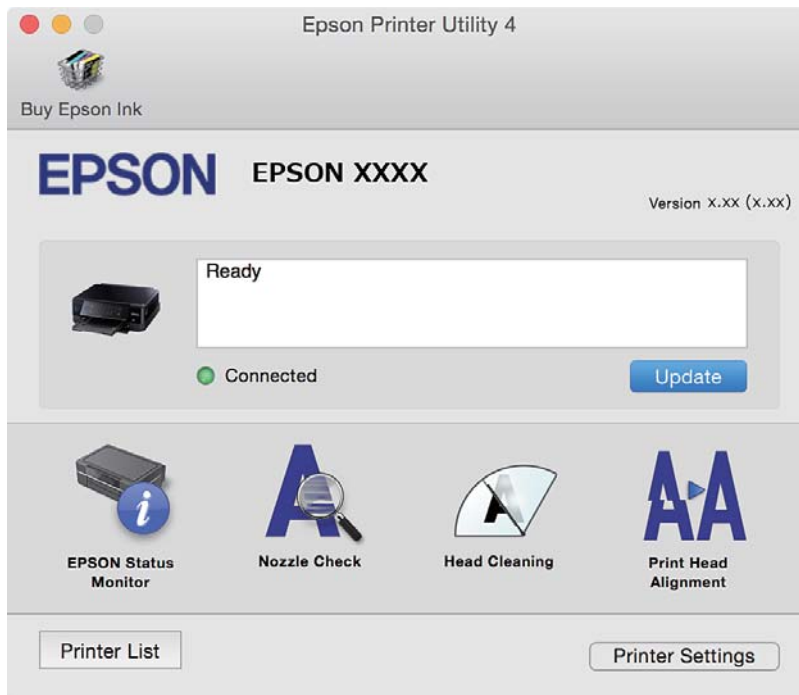 Epson Printer Utility 4
Buy Epson Ink
EPSON EPSON XXXX
Version x.xx (x.xx)
Ready
Connected Update
EPSON Status
Monitor
Nozzle Check
Head Cleaning
Print Head
Alignment
Printer List Printer Settings